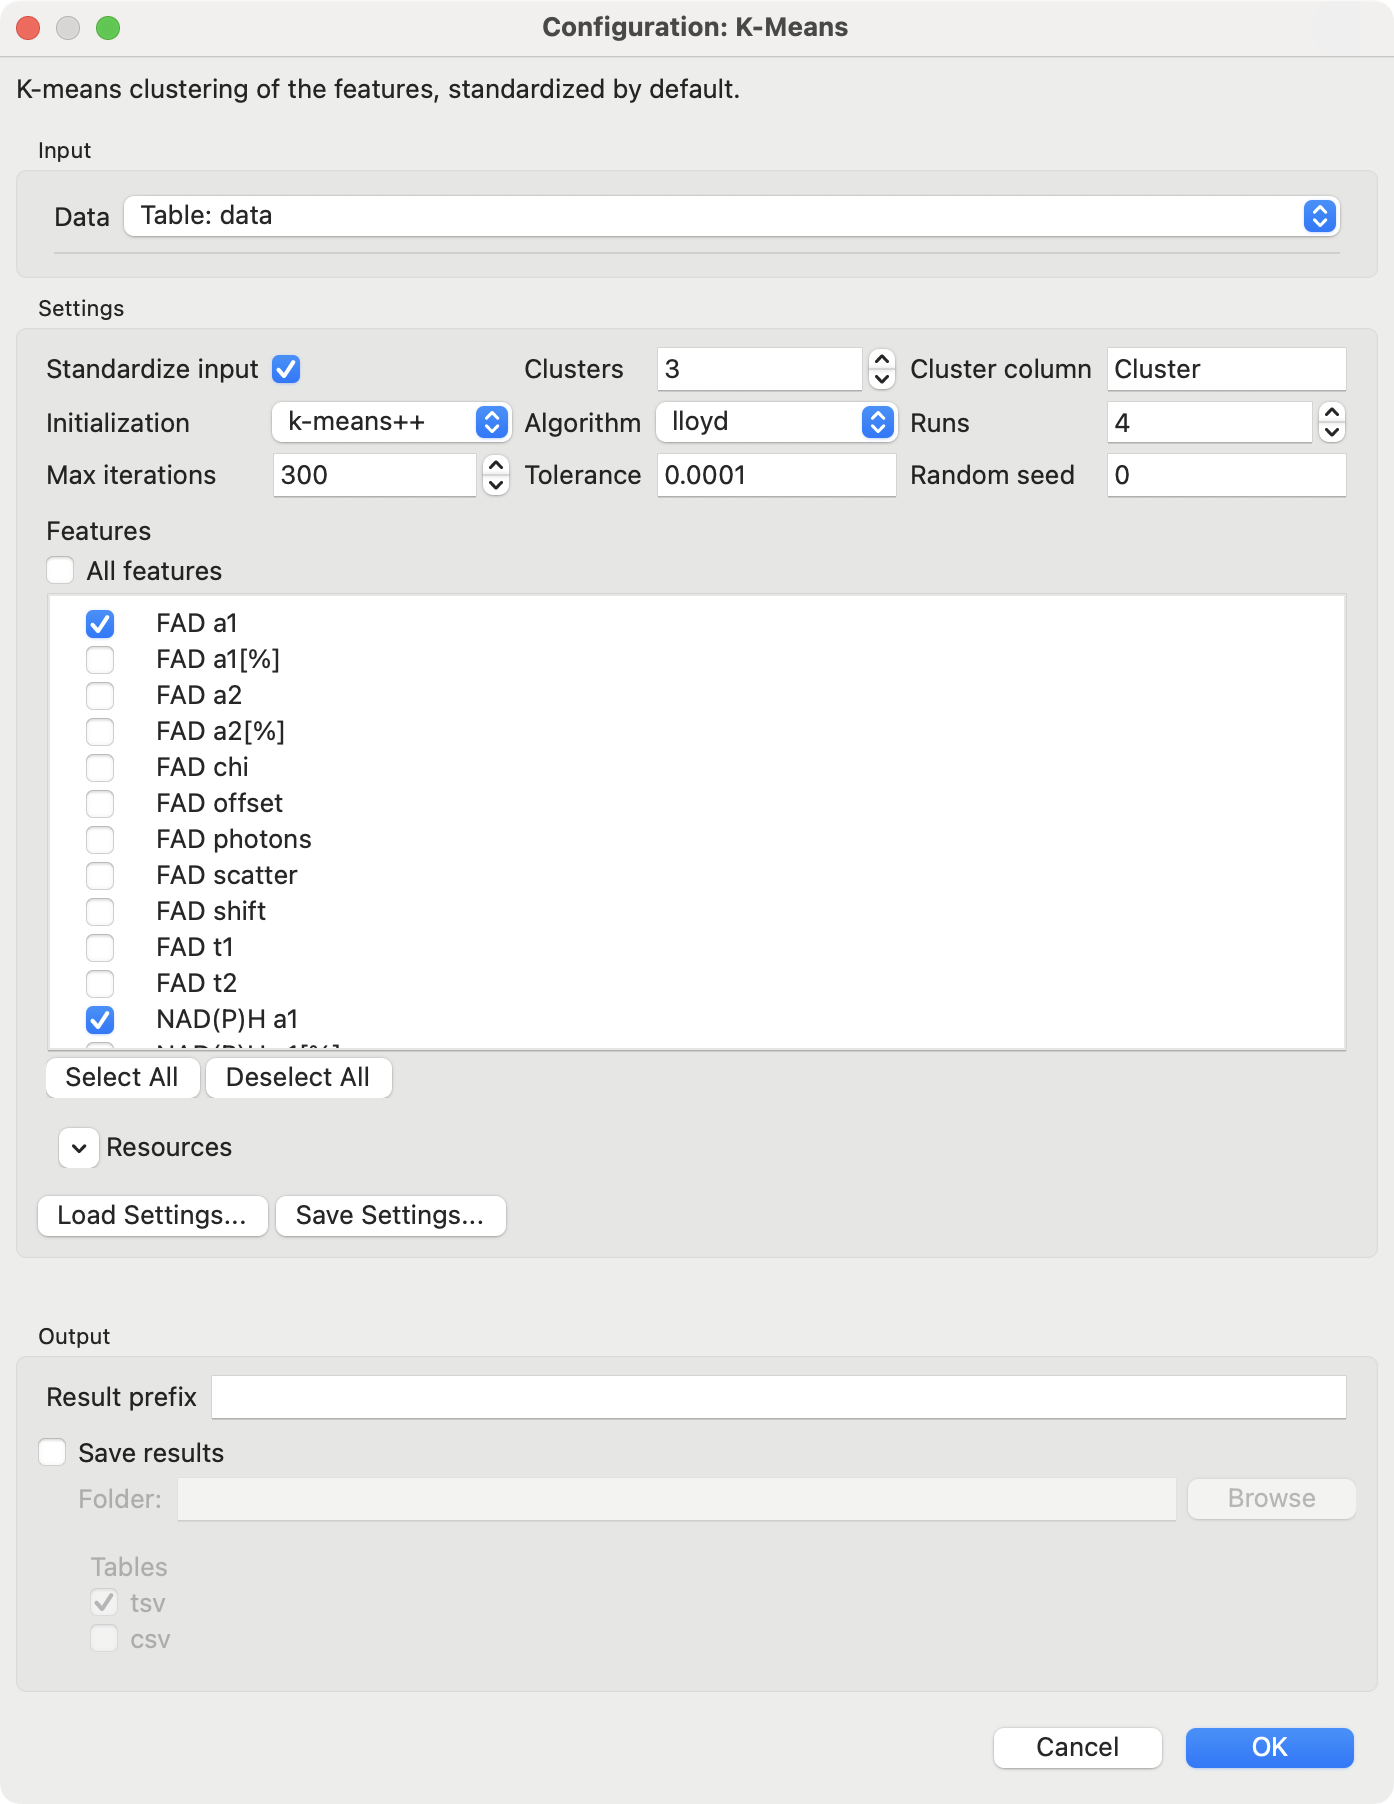 Configuration: K-Means
K-means clustering of the features, standardized by default.
Input
Data Table: data
Settings
Standardize input Clusters 3 Cluster column Cluster
Initialization k-means++ Algorithm lloyd Runs 4
Max iterations 300 Tolerance 0.0001 Random seed 0
Features
All features
FAD a1
FAD a1[%]
FAD a2
FAD a2[%]
FAD chi
FAD offset
FAD photons
FAD scatter
FAD shift
FAD t1
FAD t2
NAD(P)H a1
Select All Deselect All
Resources
Load Settings... Save Settings...
Output
Result prefix
Save results
Folder: Browse
Tables
tsv
csv
Cancel OK